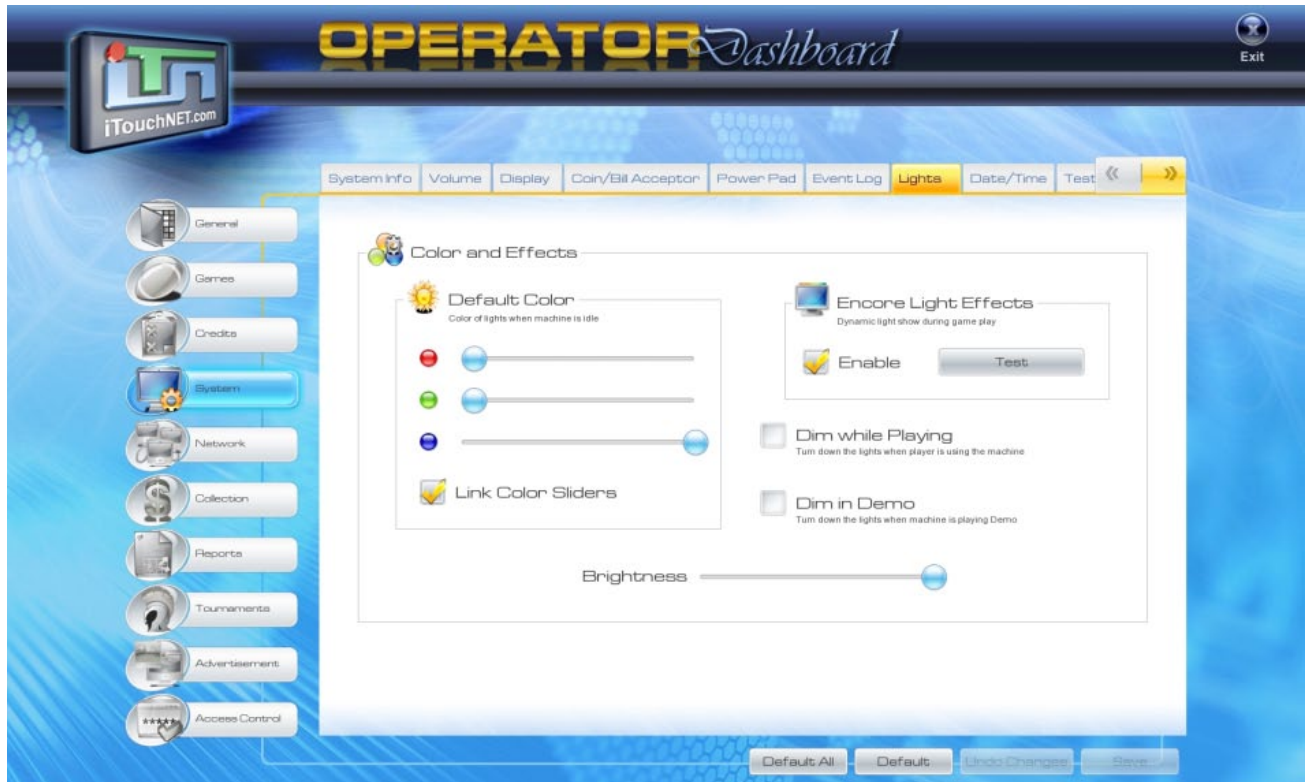 OPERATOR Dashboard
Exit
iTn
iTouchNET.com
System Info Volume Display Coin/Bill Acceptor Power Pad Event Log Lights Date/Time Test
General
Games
Credits
System
Network
Collection
Reports
Tournaments
Advertisement
Access Control
Color and Effects
Default Color
Color of lights when machine is idle
Link Color Sliders
Encore Light Effects
Dynamic light show during game play
Enable Test
Dim while Playing
Turn down the lights when player is using the machine
Dim in Demo
Turn down the lights when machine is playing Demo
Brightness
Default All Default Undo Changes Save